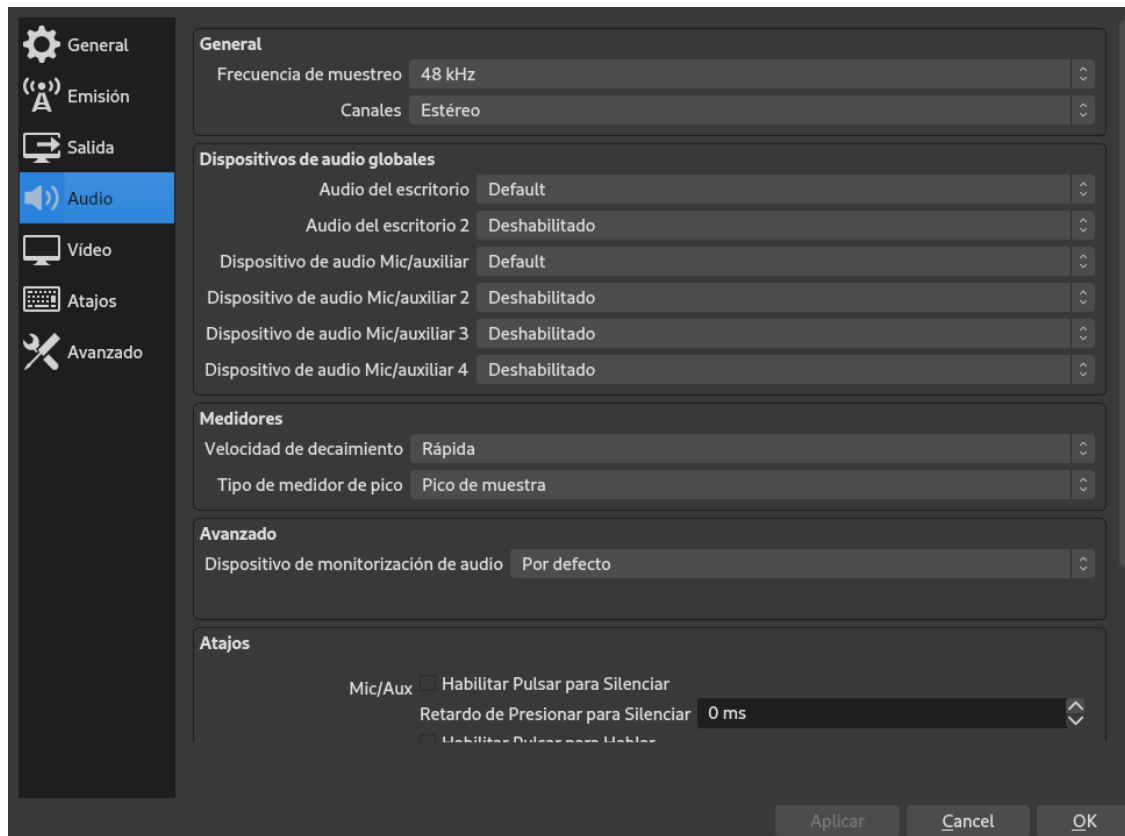 General
Emisión
Salida
Audio
Vídeo
Atajos
Avanzado
General
Frecuencia de muestreo 48 kHz
Canales Estéreo
Dispositivos de audio globales
Audio del escritorio Default
Audio del escritorio 2 Deshabilitado
Dispositivo de audio Mic/auxiliar Default
Dispositivo de audio Mic/auxiliar 2 Deshabilitado
Dispositivo de audio Mic/auxiliar 3 Deshabilitado
Dispositivo de audio Mic/auxiliar 4 Deshabilitado
Medidores
Velocidad de decaimiento Rápida
Tipo de medidor de pico Pico de muestra
Avanzado
Dispositivo de monitorización de audio Por defecto
Atajos
Mic/Aux Habilitar Pulsar para Silenciar
Retardo de Presionar para Silenciar 0 ms
Habilitar Pulsar para Hablar
Aplicar Cancel OK